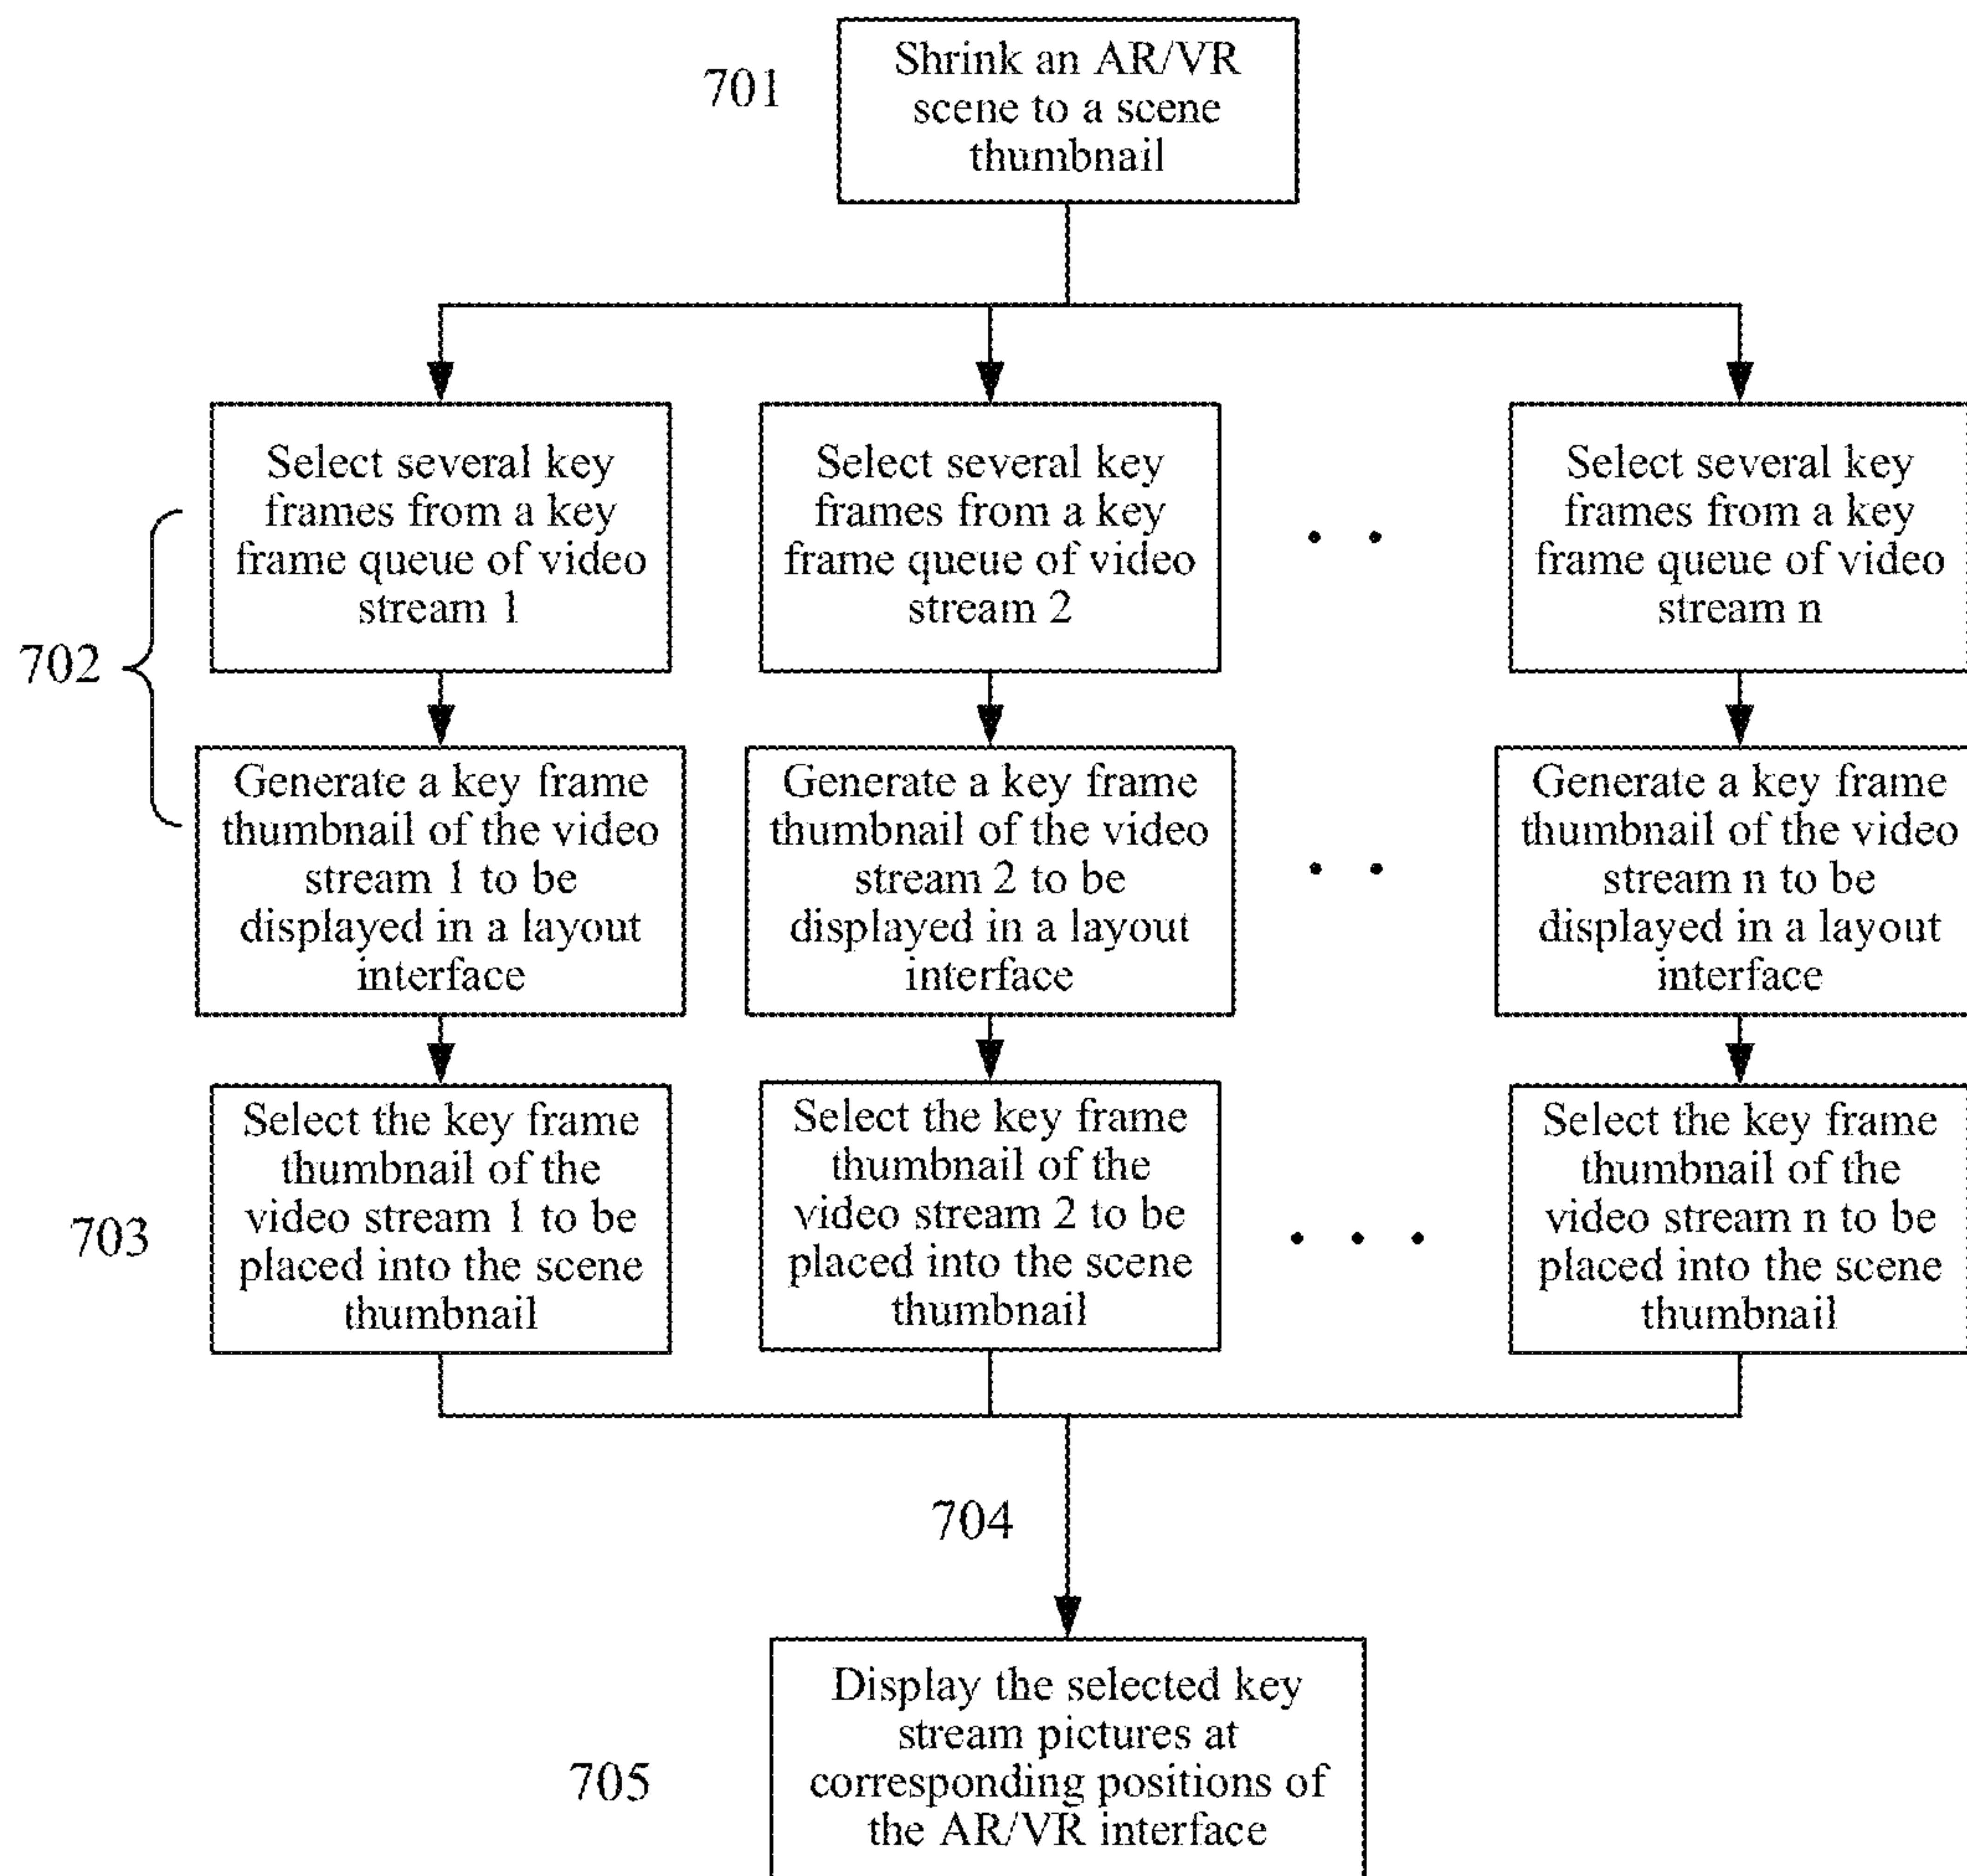 701
Shrink an AR/VR
scene to a scene
thumbnail
702
Select several key
frames from a key
frame queue of video
stream 1
Select several key
frames from a key
frame queue of video
stream 2
Select several key
frames from a key
frame queue of video
stream n
Generate a key frame
thumbnail of the video
stream 1 to be
displayed in a layout
interface
Generate a key frame
thumbnail of the video
stream 2 to be
displayed in a layout
interface
Generate a key frame
thumbnail of the video
stream n to be
displayed in a layout
interface
703
Select the key frame
thumbnail of the
video stream 1 to be
placed into the scene
thumbnail
Select the key frame
thumbnail of the
video stream 2 to be
placed into the scene
thumbnail
Select the key frame
thumbnail of the
video stream n to be
placed into the scene
thumbnail
704
705
Display the selected key
stream pictures at
corresponding positions of
the AR/VR interface